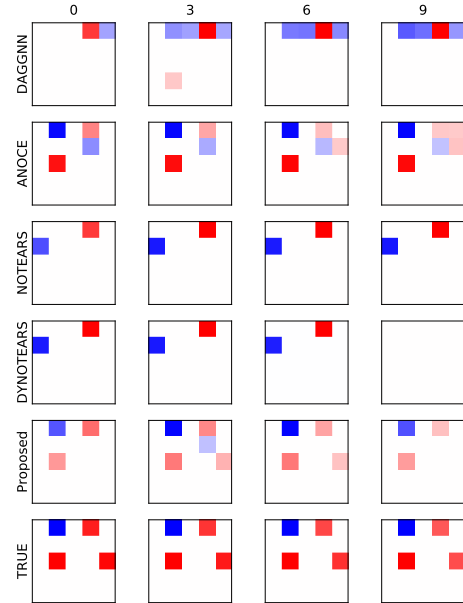 0 3 6 9
DAGGNN
ANOCE
NOTEARS
DYNOTEARS
Proposed
TRUE